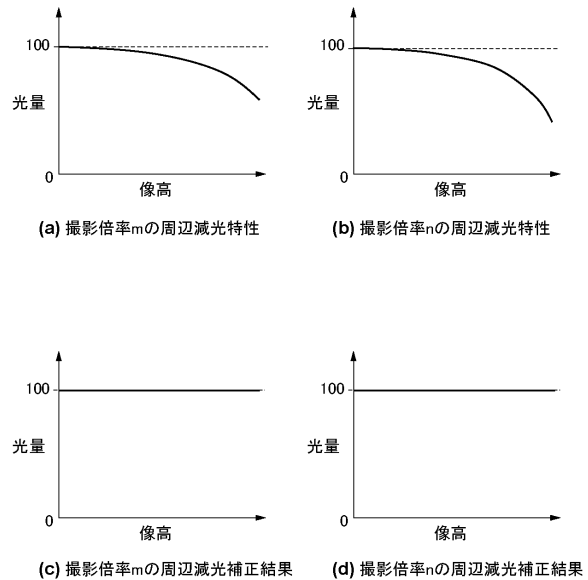 100
光量
0
像高
(a) 撮影倍率mの周辺減光特性
100
光量
0
像高
(b) 撮影倍率nの周辺減光特性
100
光量
0
像高
(c) 撮影倍率mの周辺減光補正結果
100
光量
0
像高
(d) 撮影倍率nの周辺減光補正結果